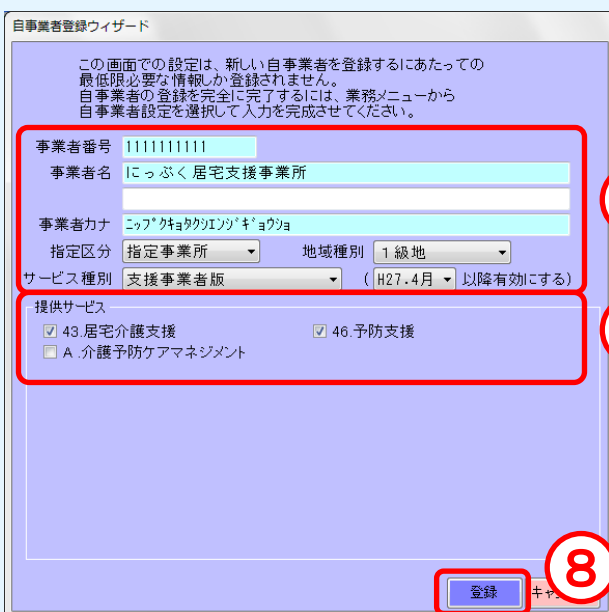 自事業者登録ウィザード
この画面での設定は、新しい自事業者を登録するにあたっての
最低限必要な情報しか登録されません。
自事業者の登録を完全に完了するには、業務メニューから
自事業者設定を選択して入力を完成させてください。
事業者番号 1111111111
事業者名 にっぷく居宅支援事業所
事業者カナ ﾆｯﾌﾟｸｷｮﾀｸｼｴﾝｼﾞｷﾞｮｳｼｮ
指定区分 指定事業所 地域種別 1級地
サービス種別 支援事業者版 (H27.4月 以降有効にする)
提供サービス
43.居宅介護支援 46.予防支援
A.介護予防ケアマネジメント
8
登録 キャ